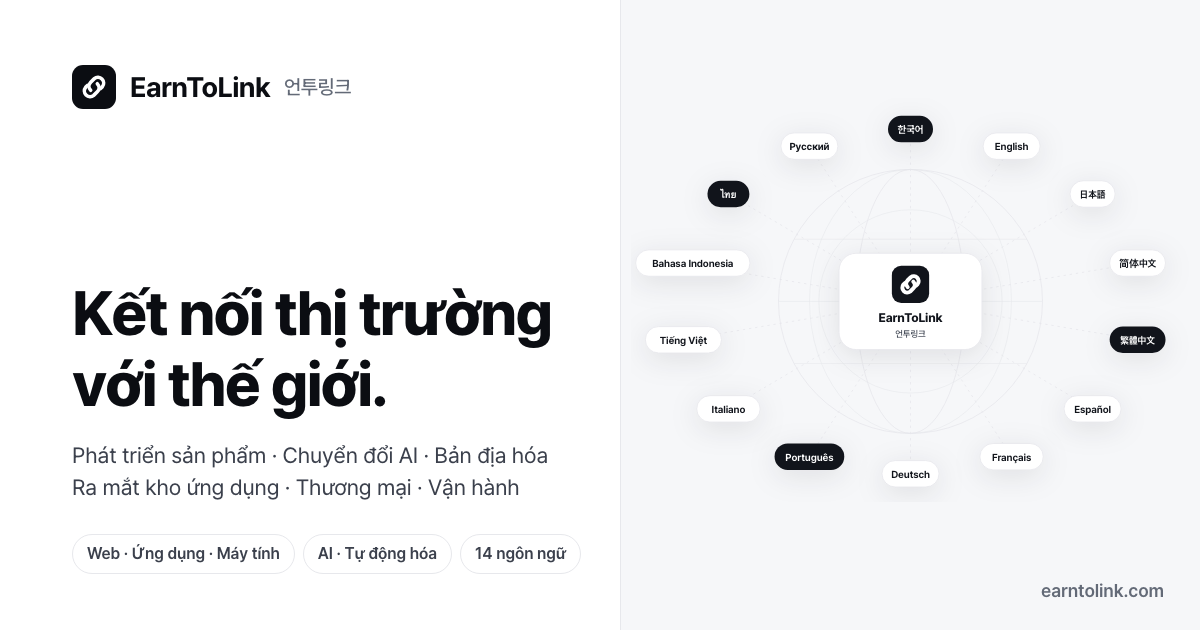 EarnToLink 언투링크
Kết nối thị trường
với thế giới.
Phát triển sản phẩm · Chuyển đổi AI · Bản địa hóa
Ra mắt kho ứng dụng · Thương mại · Vận hành
Web · Ứng dụng · Máy tính
AI · Tự động hóa
14 ngôn ngữ
한국어
Русский
English
ไทย
日本語
Bahasa Indonesia
简体中文
EarnToLink
언투링크
Tiếng Việt
繁體中文
Italiano
Español
Português
Français
Deutsch
earntolink.com